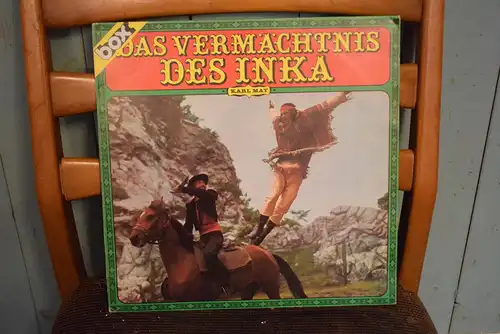 box
DAS VERMÄCHTNIS
DES INKA
KARL MAY